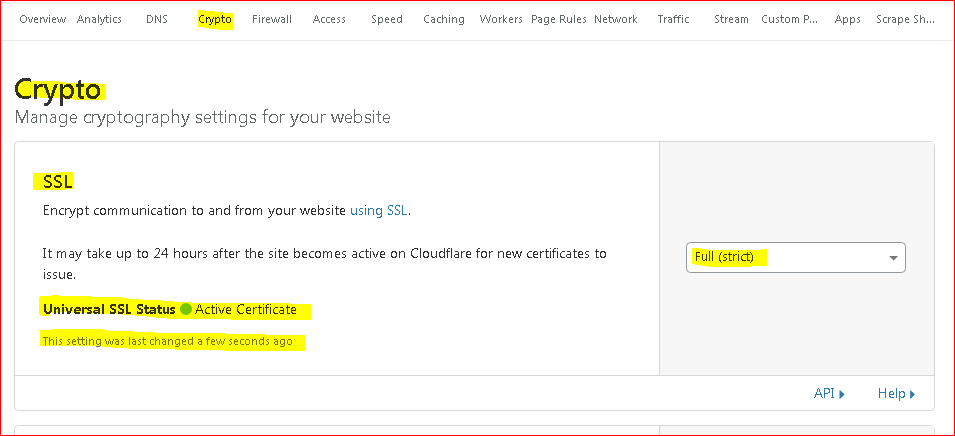 Overview Analytics DNS Crypto Firewall Access Speed Caching Workers Page Rules Network Traffic Stream Custom P... Apps Scrape Sh...
Crypto
Manage cryptography settings for your website
SSL
Encrypt communication to and from your website using SSL.
It may take up to 24 hours after the site becomes active on Cloudflare for new certificates to
issue.
Universal SSL Status Active Certificate
This setting was last changed a few seconds ago
Full (strict)
API Help